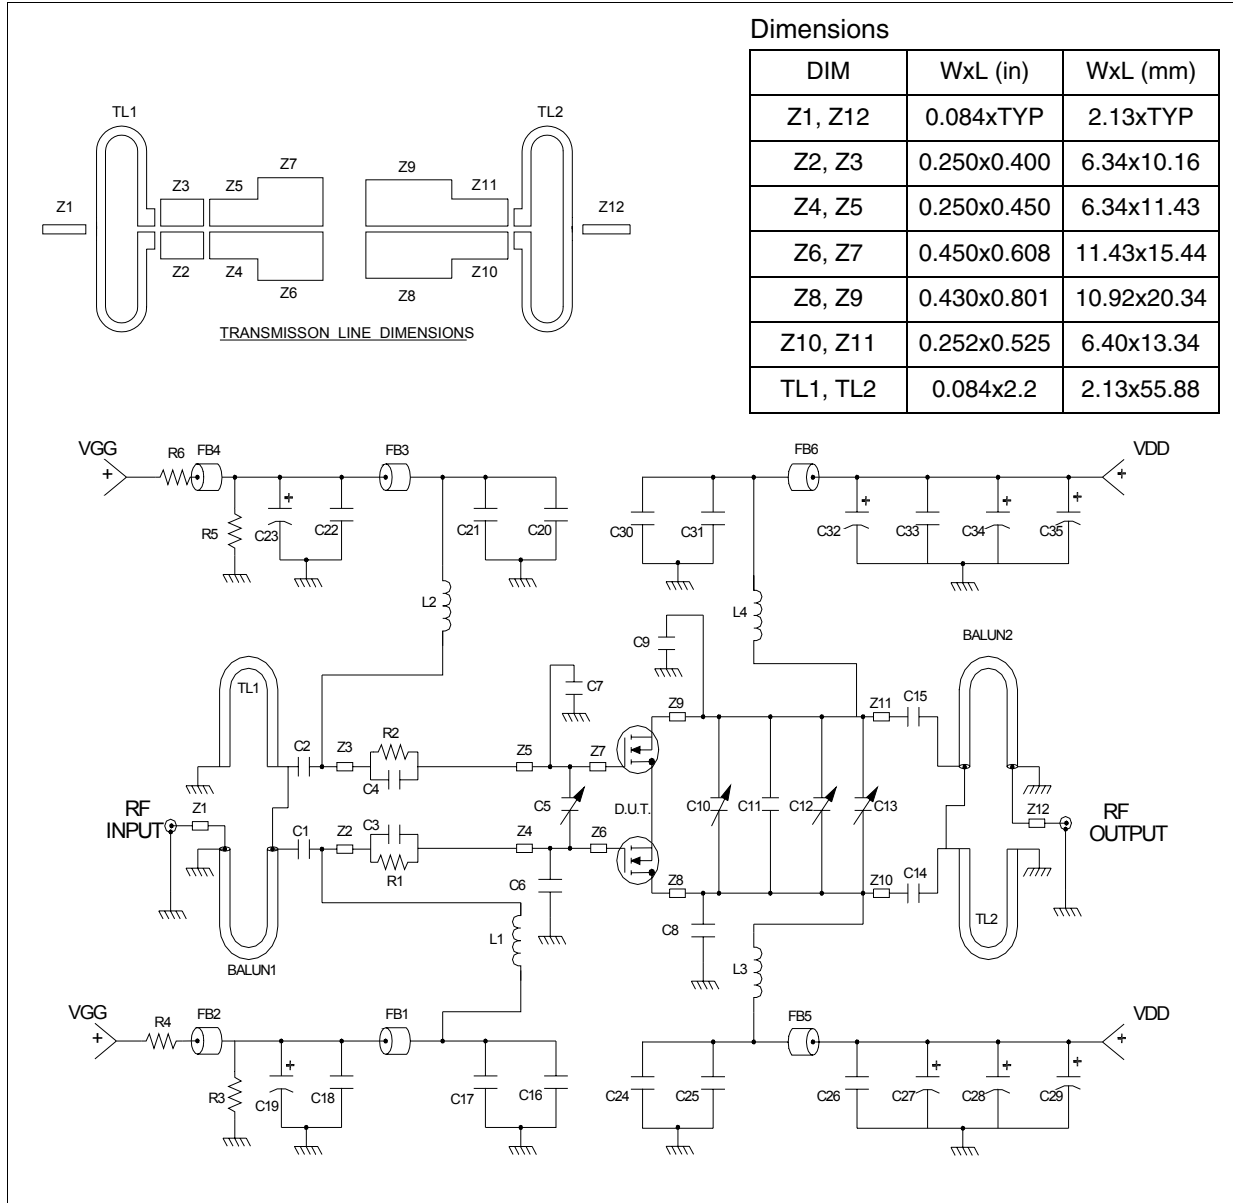 Dimensions
DIM WxL (in) WxL (mm)
Z1, Z12 0.084xTYP 2.13xTYP
Z2, Z3 0.250x0.400 6.34x10.16
Z4, Z5 0.250x0.450 6.34x11.43
Z6, Z7 0.450x0.608 11.43x15.44
Z8, Z9 0.430x0.801 10.92x20.34
Z10, Z11 0.252x0.525 6.40x13.34
TL1, TL2 0.084x2.2 2.13x55.88
TL1 TL2
Z7 Z9
Z3 Z5 Z11
Z1 Z12
Z2 Z4 Z10
Z6 Z8
TRANSMISSON LINE DIMENSIONS
VGG R6 FB4 FB3 FB6 VDD
+ +
+ + + +
R5 C23 C22 C21 C20 C30 C31 C32 C33 C34 C35
L2 L4
C9 BALUN2
TL1 C7
C2 Z3 R2 Z5 Z7 Z9 Z11 C15
C4
RF
INPUT
Z1 C5 D.U.T. C10 C11 C12 C13 Z12
RF
OUTPUT
C1 Z2 C3 Z4 Z6
R1 C6 Z8 Z10 C14
C8 TL2
L1 L3
BALUN1
VGG R4 FB2 FB1 FB5 VDD
+ +
+ + + +
R3 C19 C18 C17 C16 C24 C25 C26 C27 C28 C29